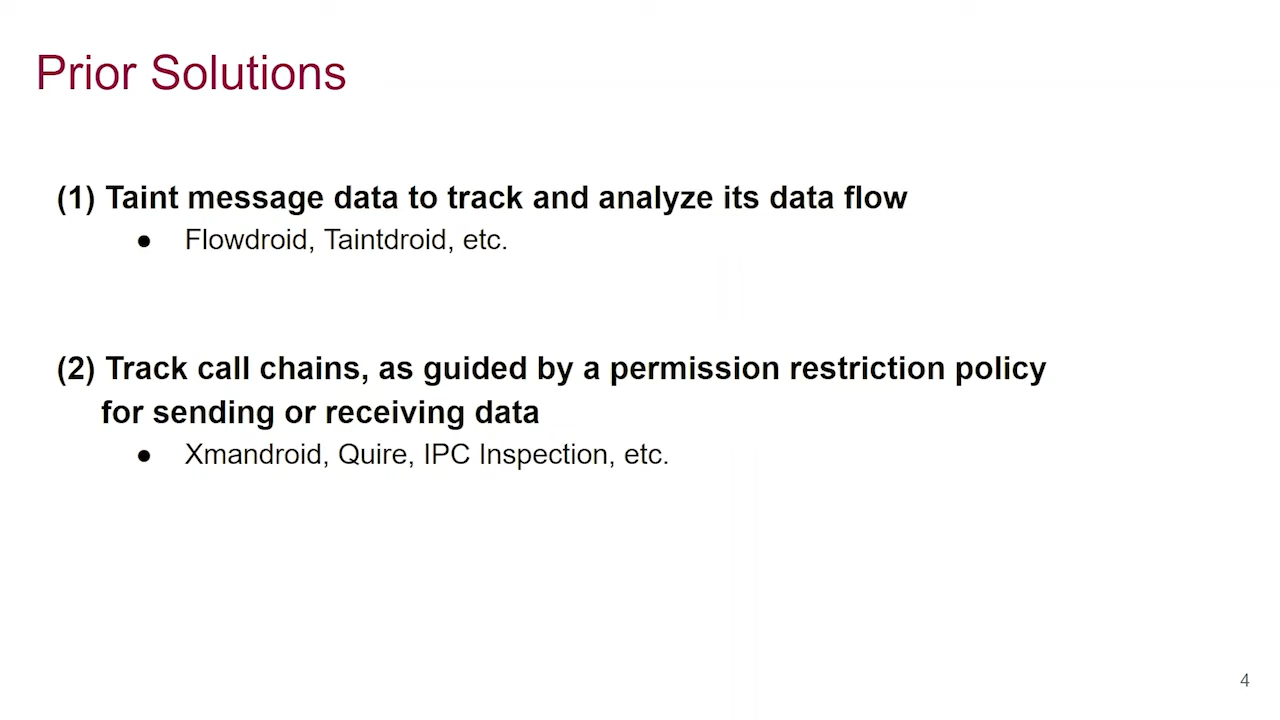 Prior Solutions
(1) Taint message data to track and analyze its data flow
● Flowdroid, Taintdroid, etc.
(2) Track call chains, as guided by a permission restriction policy
for sending or receiving data
● Xmandroid, Quire, IPC Inspection, etc.
4